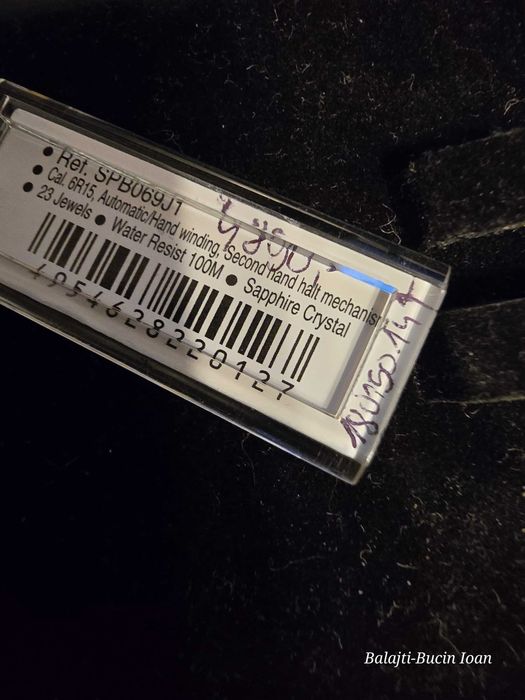 Ref. SPB069J1
Cal. 6R15, Automatic/Hand winding, Second hand halt mechanism
23 Jewels ● Water Resist 100M ● Sapphire Crystal
4954628220127
Balajti-Bucin Ioan